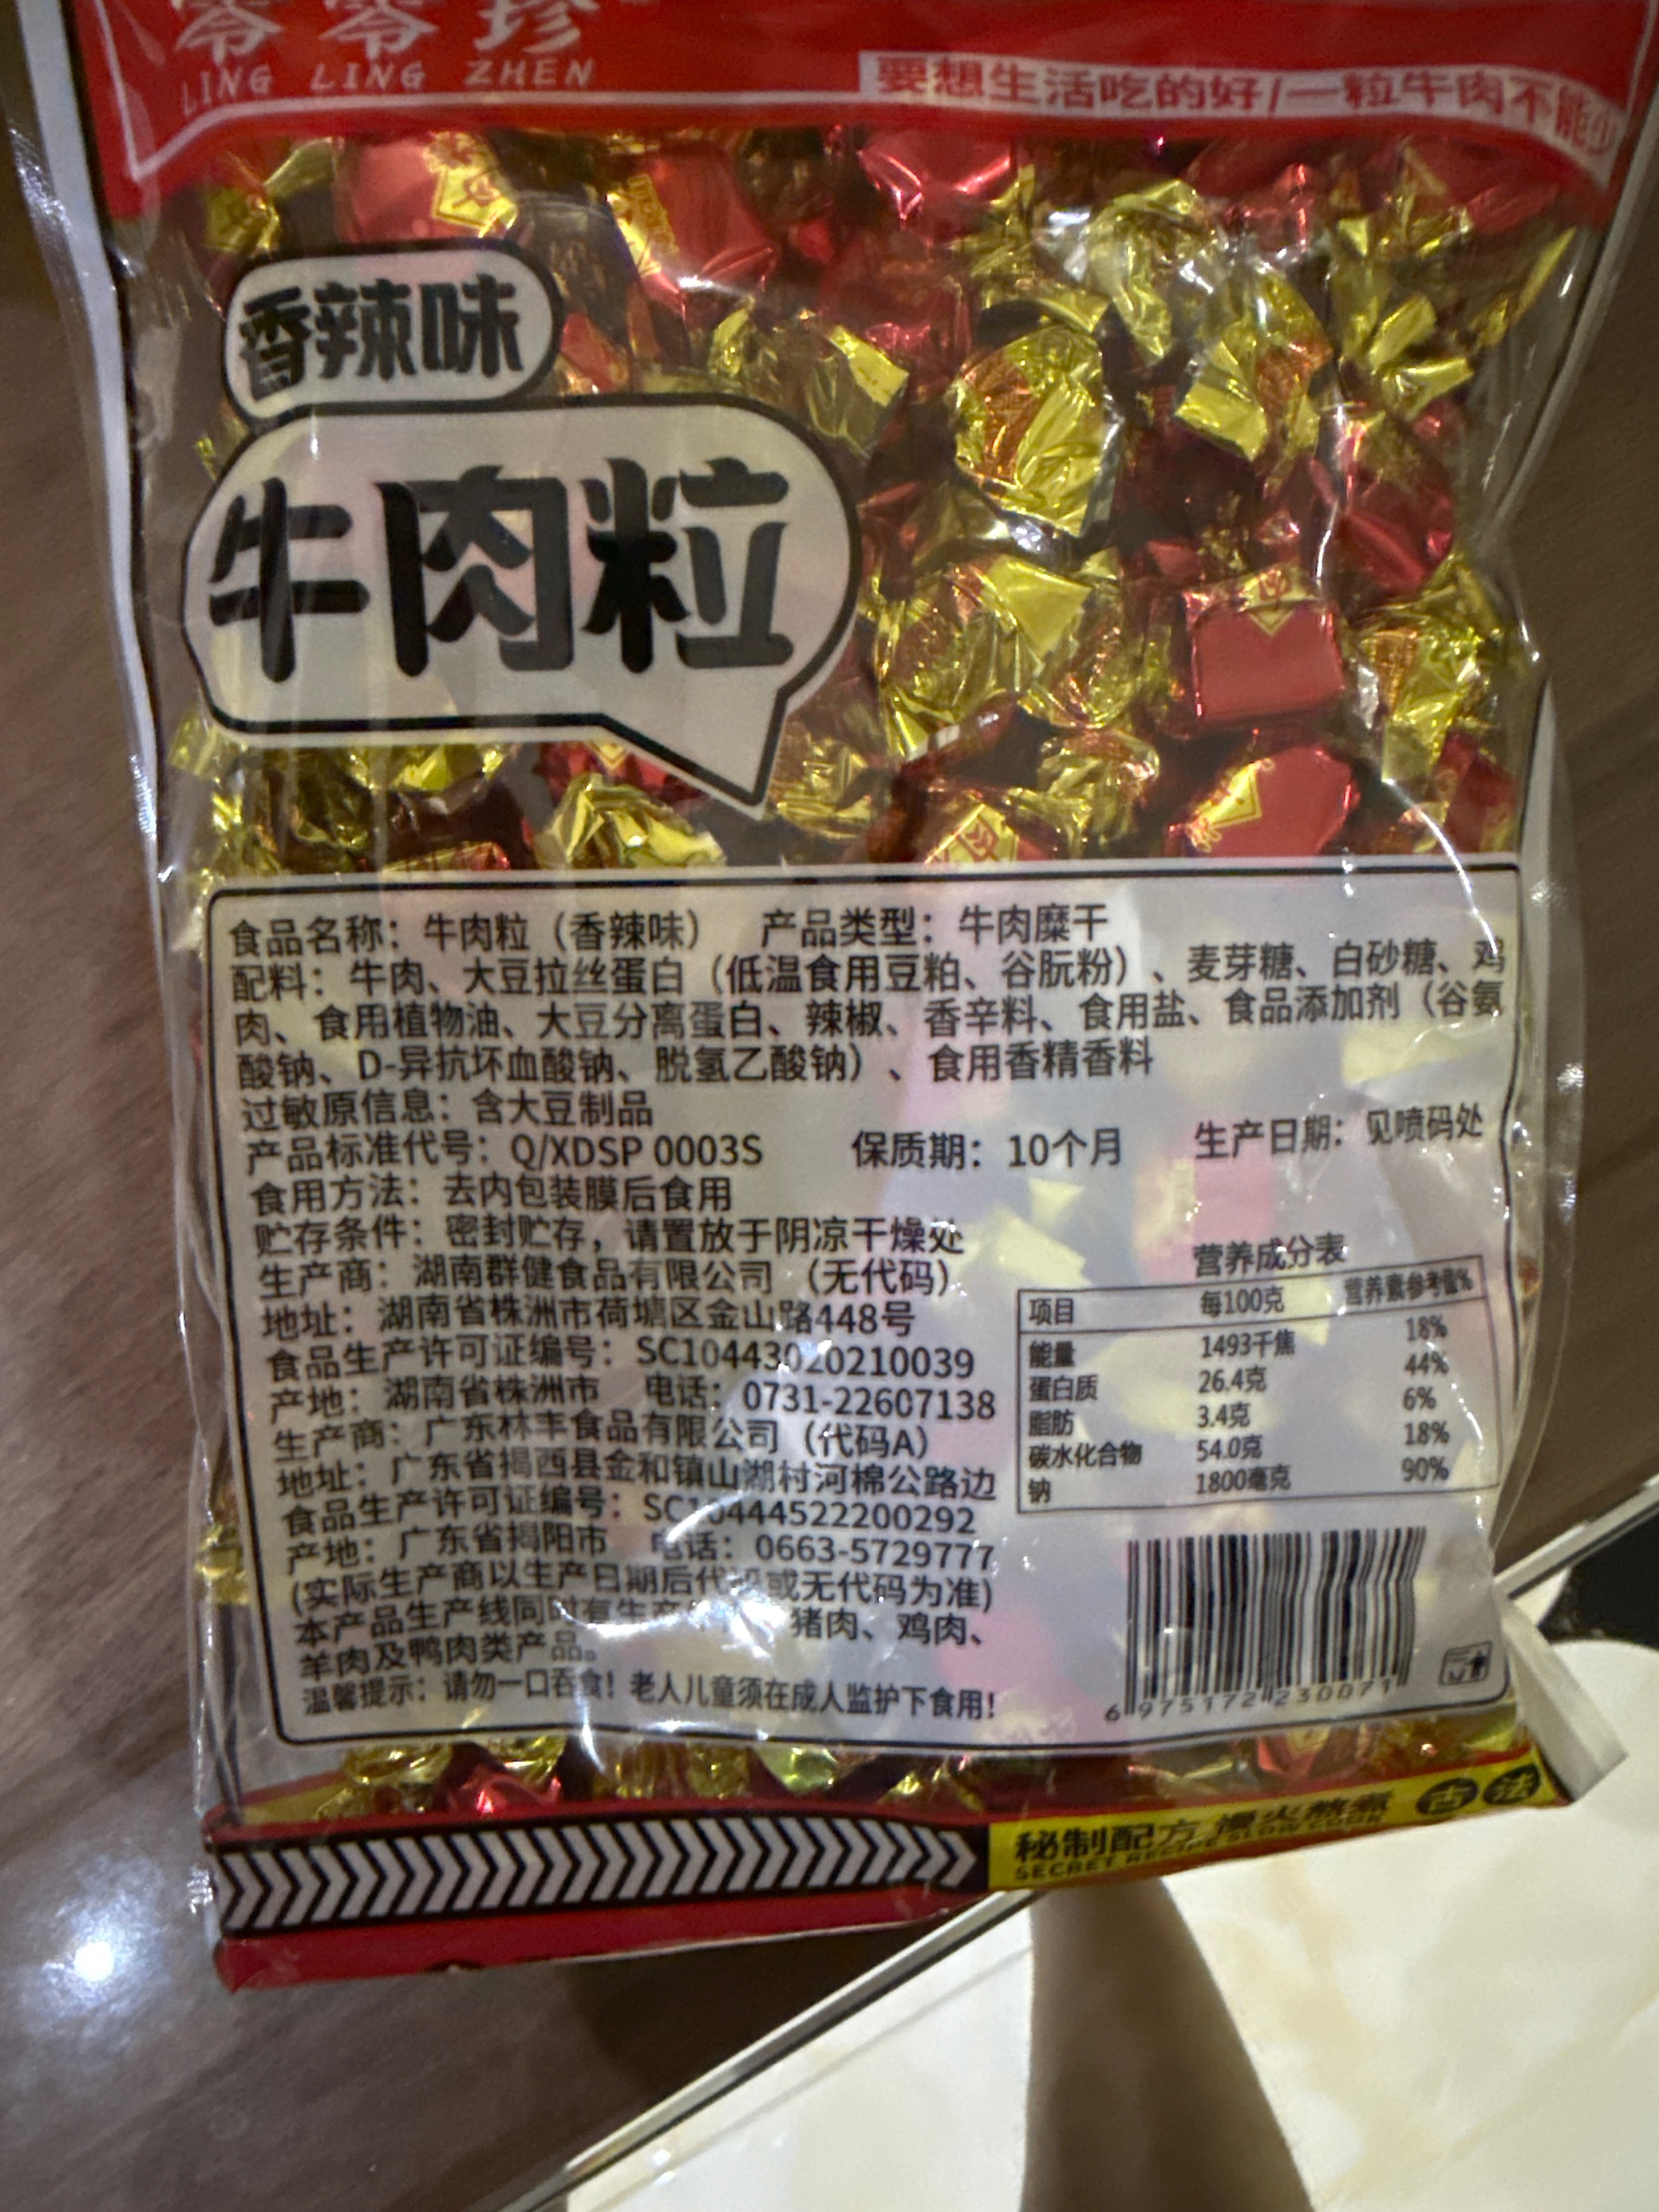 零零珍
LING LING ZHEN
要想生活吃的好/一粒牛肉不能少
香辣味
牛肉粒
食品名称：牛肉粒（香辣味） 产品类型：牛肉糜干
配料：牛肉、大豆拉丝蛋白（低温食用豆粕、谷朊粉）、麦芽糖、白砂糖、鸡
肉、食用植物油、大豆分离蛋白、辣椒、香辛料、食用盐、食品添加剂（谷氨
酸钠、D-异抗坏血酸钠、脱氢乙酸钠）、食用香精香料
过敏原信息：含大豆制品
产品标准代号：Q/XDSP 0003S 保质期：10个月 生产日期：见喷码处
食用方法：去内包装膜后食用
贮存条件：密封贮存，请置放于阴凉干燥处
生产商：湖南群健食品有限公司（无代码）
地址：湖南省株洲市荷塘区金山路448号
食品生产许可证编号：SC10443020210039
产地：湖南省株洲市 电话：0731-22607138
生产商：广东林丰食品有限公司（代码A）
地址：广东省揭西县金和镇山湖村河棉公路边
食品生产许可证编号：SC10444522200292
产地：广东省揭阳市 电话：0663-5729777
(实际生产商以生产日期后代码或无代码为准)
本产品生产线同时有生产 猪肉、鸡肉、
羊肉及鸭肉类产品。
温馨提示：请勿一口吞食！老人儿童须在成人监护下食用！
营养成分表
项目 每100克 营养素参考值%
能量 1493千焦 18%
蛋白质 26.4克 44%
脂肪 3.4克 6%
碳水化合物 54.0克 18%
钠 1800毫克 90%
6 975172 230071
秘制配方 慢火熬煮 古法
SECRET RECIPE SLOW COOK